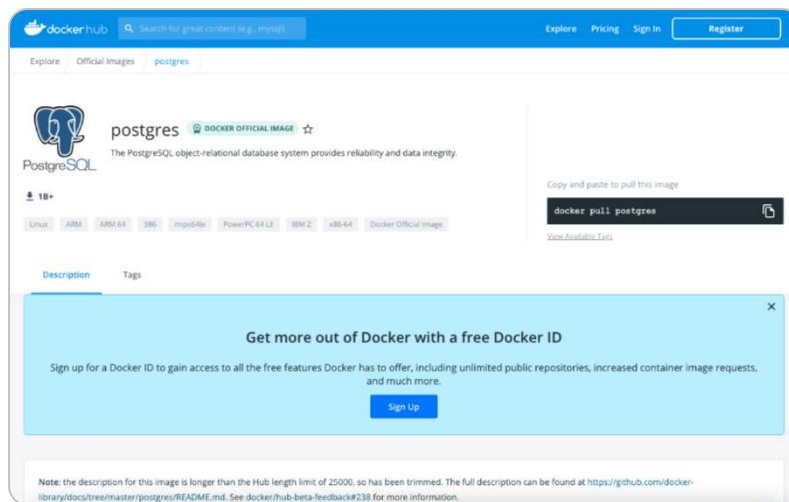 docker hub
Search for great content (e.g., mysql)
Explore Pricing Sign In Register
Explore Official Images postgres
PostgreSQL
postgres DOCKER OFFICIAL IMAGE
The PostgreSQL object-relational database system provides reliability and data integrity.
1B+
Linux ARM ARM 64 386 mips64le PowerPC 64 LE IBM Z x86-64 Docker Official Image
Copy and paste to pull this image
docker pull postgres
View Available Tags
Description Tags
Get more out of Docker with a free Docker ID
Sign up for a Docker ID to gain access to all the free features Docker has to offer, including unlimited public repositories, increased container image requests,
and much more.
Sign Up
Note: the description for this image is longer than the Hub length limit of 25000, so has been trimmed. The full description can be found at https://github.com/docker-
library/docs/tree/master/postgres/README.md. See docker/hub-beta-feedback#238 for more information.